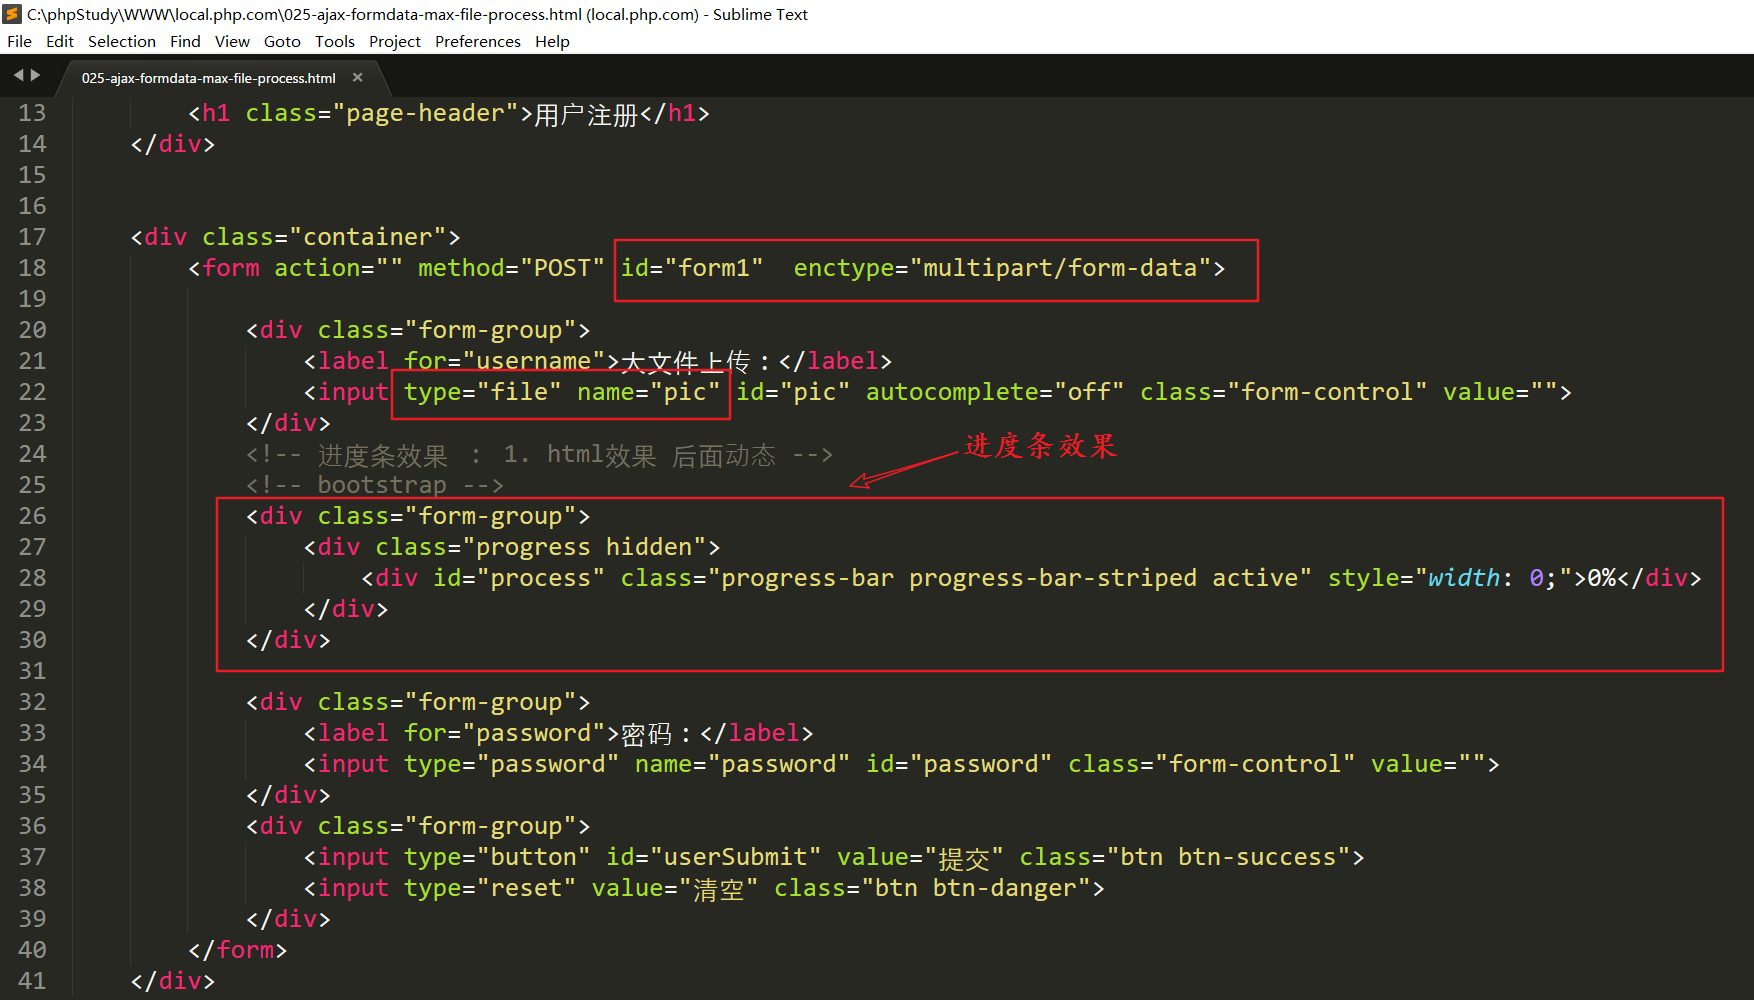 C:\phpStudy\WWW\local.php.com\025-ajax-formdata-max-file-process.html (local.php.com) - Sublime Text
File Edit Selection Find View Goto Tools Project Preferences Help
025-ajax-formdata-max-file-process.html ×
13 <h1 class="page-header">用户注册</h1>
14 </div>
15
16
17 <div class="container">
18 <form action="" method="POST" id="form1"  enctype="multipart/form-data">
19
20 <div class="form-group">
21 <label for="username">大文件上传：</label>
22 <input type="file" name="pic" id="pic" autocomplete="off" class="form-control" value="">
23 </div>
24 <!-- 进度条效果 ： 1. html效果 后面动态 -->
进度条效果
25 <!-- bootstrap -->
26 <div class="form-group">
27 <div class="progress hidden">
28 <div id="process" class="progress-bar progress-bar-striped active" style="width: 0;">0%</div>
29 </div>
30 </div>
31
32 <div class="form-group">
33 <label for="password">密码：</label>
34 <input type="password" name="password" id="password" class="form-control" value="">
35 </div>
36 <div class="form-group">
37 <input type="button" id="userSubmit" value="提交" class="btn btn-success">
38 <input type="reset" value="清空" class="btn btn-danger">
39 </div>
40 </form>
41 </div>